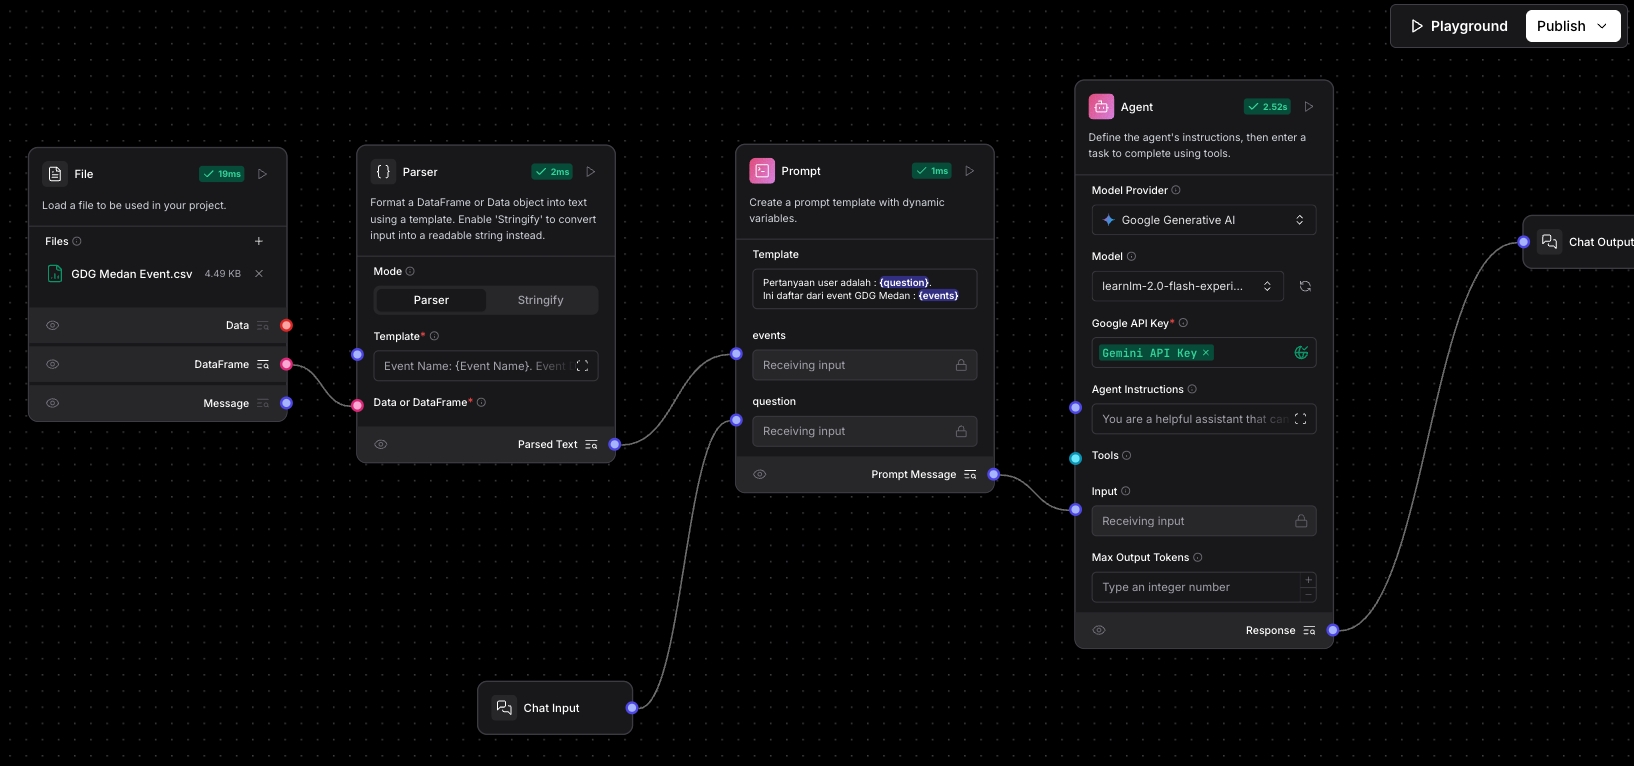 Playground
Publish
File
19ms
Load a file to be used in your project.
Files
GDG Medan Event.csv
4.49 KB
Data
DataFrame
Message
Parser
2ms
Format a DataFrame or Data object into text
using a template. Enable 'Stringify' to convert
input into a readable string instead.
Mode
Parser
Stringify
Template*
Event Name: {Event Name}. Event
Data or DataFrame*
Parsed Text
Chat Input
Prompt
1ms
Create a prompt template with dynamic
variables.
Template
Pertanyaan user adalah : {question}.
Ini daftar dari event GDG Medan : {events}
events
Receiving input
question
Receiving input
Prompt Message
Agent
2.52s
Define the agent's instructions, then enter a
task to complete using tools.
Model Provider
Google Generative AI
Model
learnlm-2.0-flash-experi...
Google API Key*
Gemini API Key
Agent Instructions
You are a helpful assistant that can
Tools
Input
Receiving input
Max Output Tokens
Type an integer number
Response
Chat Output